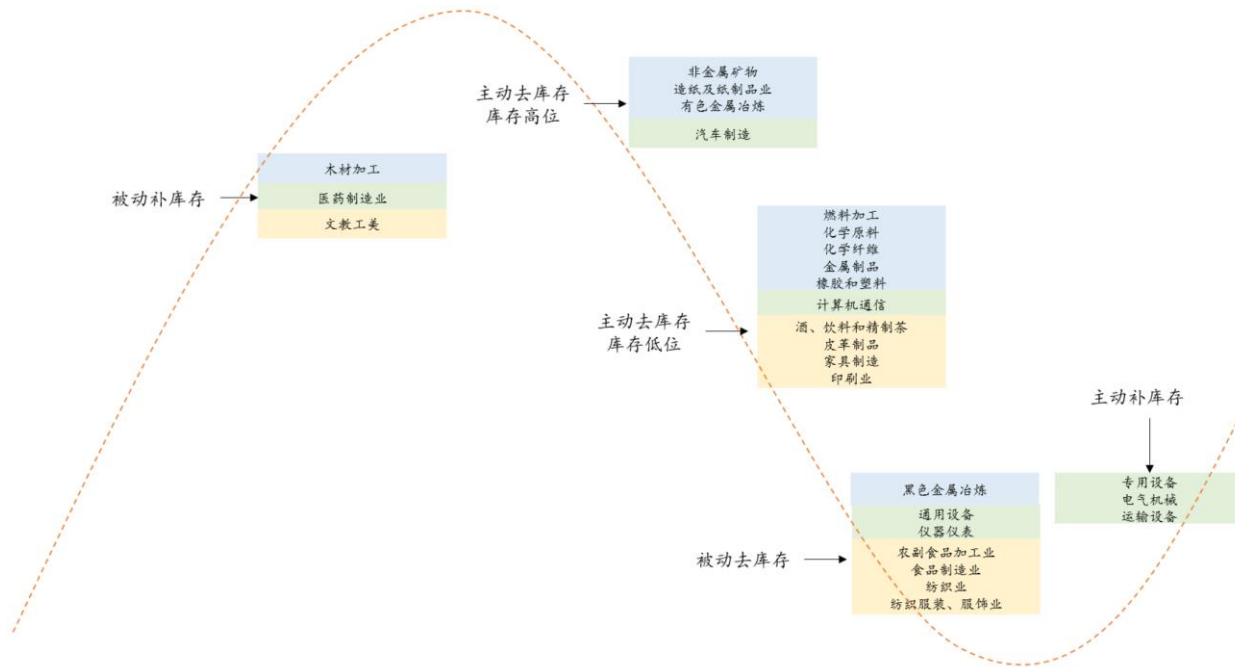 主动去库存
库存高位
非金属矿物
造纸及纸制品业
有色金属冶炼
汽车制造
被动补库存
木材加工
医药制造业
文教工美
主动去库存
库存低位
燃料加工
化学原料
化学纤维
金属制品
橡胶和塑料
计算机通信
酒、饮料和精制茶
皮革制品
家具制造
印刷业
主动补库存
专用设备
电气机械
运输设备
被动去库存
黑色金属冶炼
通用设备
仪器仪表
农副食品加工业
食品制造业
纺织业
纺织服装、服饰业